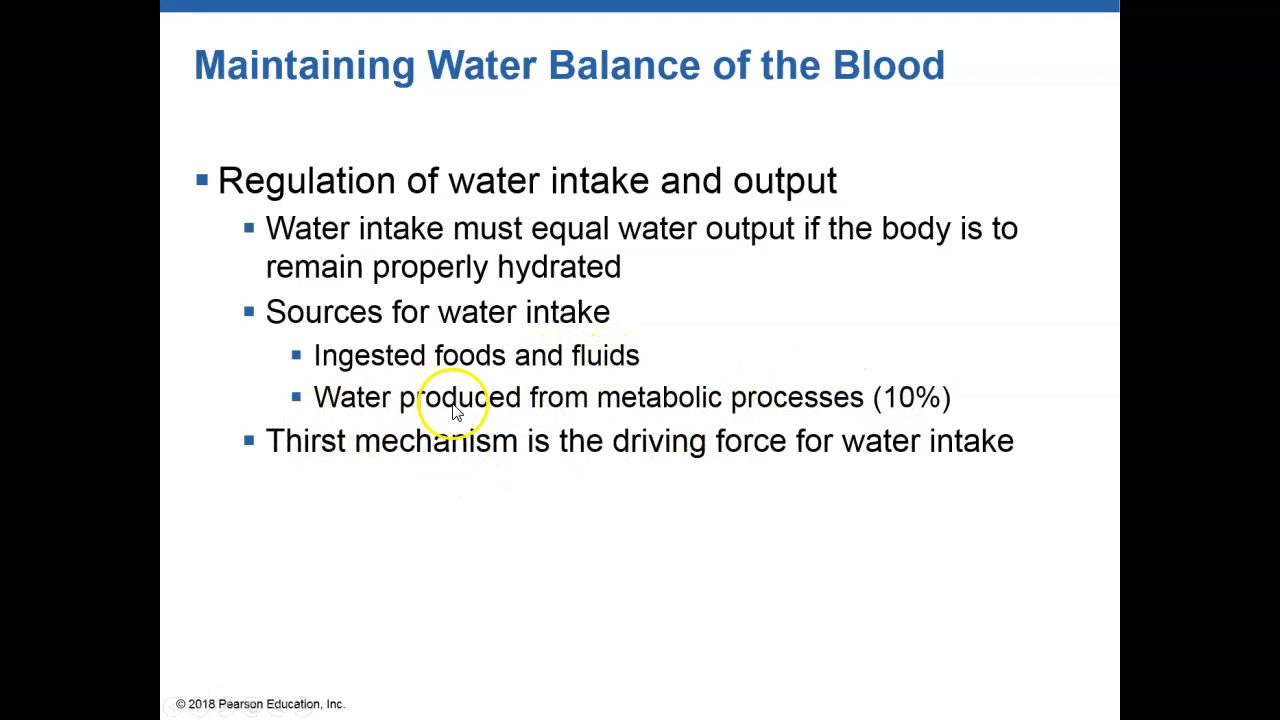 Maintaining Water Balance of the Blood
Regulation of water intake and output
Water intake must equal water output if the body is to
remain properly hydrated
Sources for water intake
Ingested foods and fluids
Water produced from metabolic processes (10%)
Thirst mechanism is the driving force for water intake
© 2018 Pearson Education, Inc.